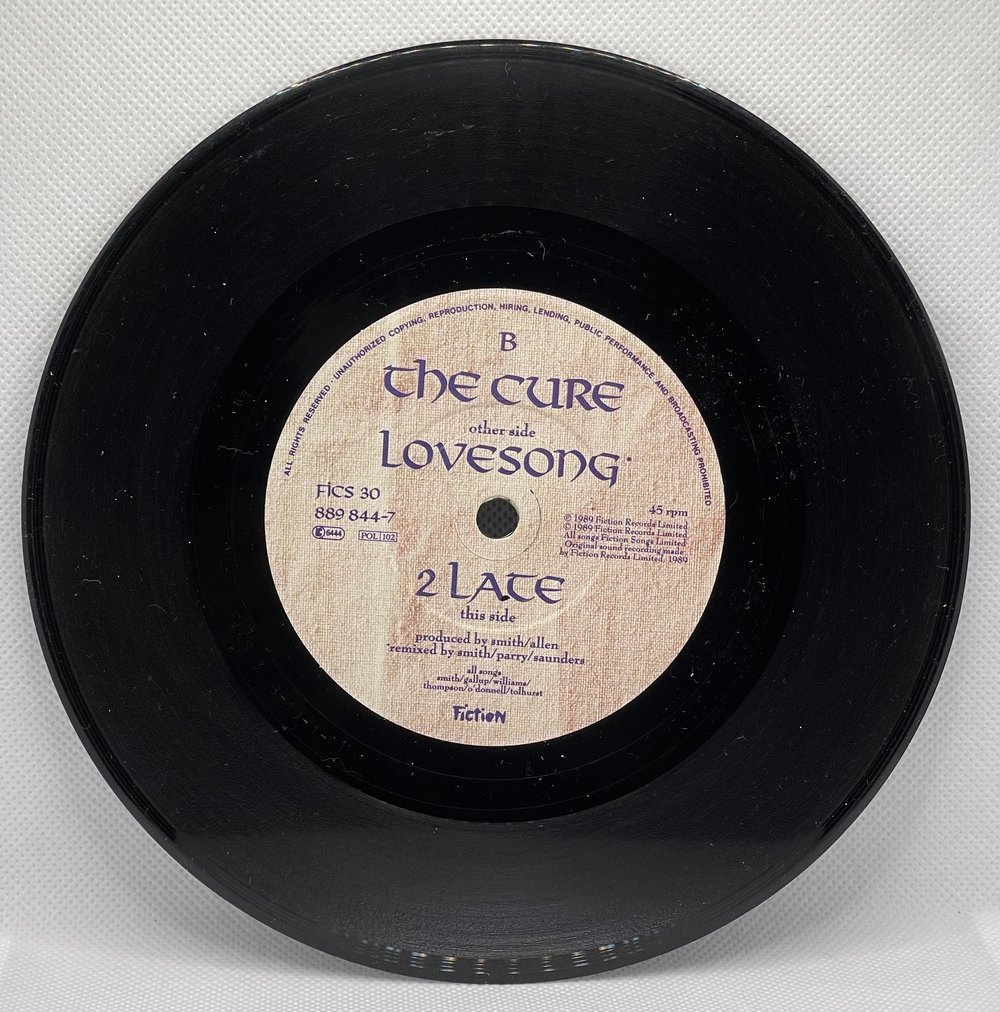 ALL RIGHTS RESERVED · UNAUTHORIZED COPYING, REPRODUCTION, HIRING, LENDING, PUBLIC PERFORMANCE AND BROADCASTING PROHIBITED
B
the CURE
other side
LOVESONG*
FiCS 30
889 844-7
6444
POL 102
45 rpm
℗ 1989 Fiction Records Limited
© 1989 Fiction Records Limited
All songs Fiction Songs Limited
Original sound recording made
by Fiction Records Limited, 1989
2 LATE
this side
produced by smith/allen
*remixed by smith/parry/saunders
all songs
smith/gallup/williams/
thompson/o'donnell/tolhurst
FictioN